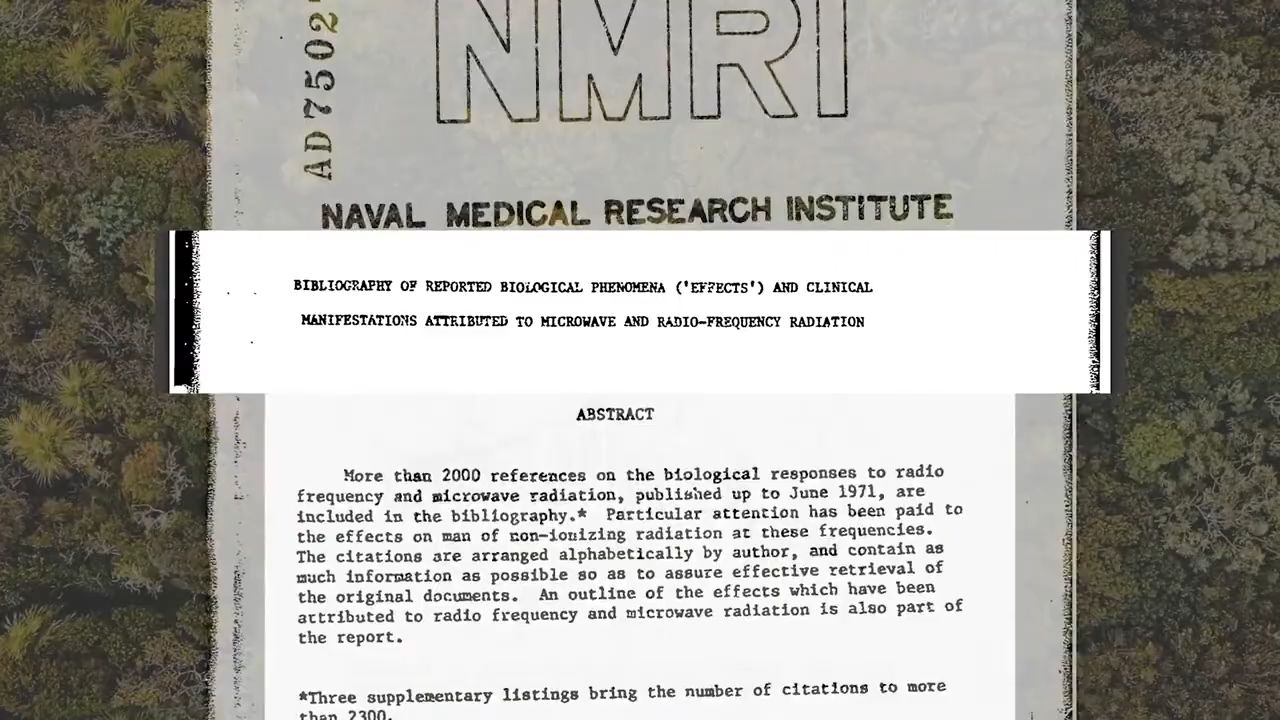 NMRI
AD7502
NAVAL MEDICAL RESEARCH INSTITUTE
BIBLIOGRAPHY OF REPORTED BIOLOGICAL PHENOMENA ('EFFECTS') AND CLINICAL
MANIFESTATIONS ATTRIBUTED TO MICROWAVE AND RADIO-FREQUENCY RADIATION
ABSTRACT
More than 2000 references on the biological responses to radio
frequency and microwave radiation, published up to June 1971, are
included in the bibliography.* Particular attention has been paid to
the effects on man of non-ionizing radiation at these frequencies.
The citations are arranged alphabetically by author, and contain as
much information as possible so as to assure effective retrieval of
the original documents. An outline of the effects which have been
attributed to radio frequency and microwave radiation is also part of
the report.
*Three supplementary listings bring the number of citations to more
than 2300.